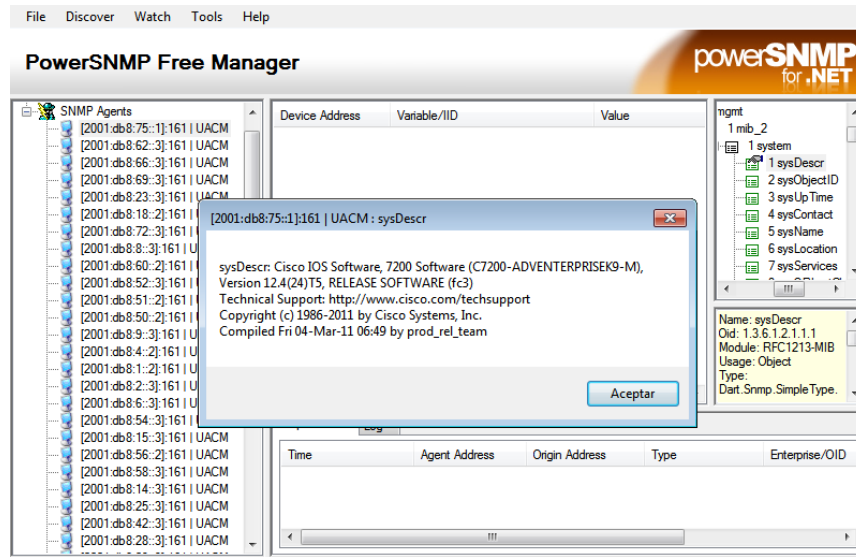 File Discover Watch Tools Help
PowerSNMP Free Manager
powerSNMP
for .NET
SNMP Agents
[2001:db8:75::1]:161 | UACM
[2001:db8:62::3]:161 | UACM
[2001:db8:66::3]:161 | UACM
[2001:db8:69::3]:161 | UACM
[2001:db8:23::3]:161 | UACM
[2001:db8:18::2]:161 |
[2001:db8:72::3]:161 |
[2001:db8:8::3]:161 | U
[2001:db8:60::2]:161 |
[2001:db8:52::3]:161 |
[2001:db8:51::2]:161 |
[2001:db8:50::2]:161 |
[2001:db8:9::3]:161 | U
[2001:db8:4::2]:161 | U
[2001:db8:1::2]:161 | U
[2001:db8:2::3]:161 | U
[2001:db8:6::3]:161 | U
[2001:db8:54::3]:161 |
[2001:db8:15::3]:161 | UACM
[2001:db8:56::2]:161 | UACM
[2001:db8:58::3]:161 | UACM
[2001:db8:14::3]:161 | UACM
[2001:db8:25::3]:161 | UACM
[2001:db8:42::3]:161 | UACM
[2001:db8:28::3]:161 | UACM
Device Address Variable/IID Value
[2001:db8:75::1]:161 | UACM : sysDescr
sysDescr: Cisco IOS Software, 7200 Software (C7200-ADVENTERPRISEK9-M),
Version 12.4(24)T5, RELEASE SOFTWARE (fc3)
Technical Support: http://www.cisco.com/techsupport
Copyright (c) 1986-2011 by Cisco Systems, Inc.
Compiled Fri 04-Mar-11 06:49 by prod_rel_team
Aceptar
Time Agent Address Origin Address Type Enterprise/OID
mgmt
1 mib_2
1 system
1 sysDescr
2 sysObjectID
3 sysUpTime
4 sysContact
5 sysName
6 sysLocation
7 sysServices
Name: sysDescr
Oid: 1.3.6.1.2.1.1.1
Module: RFC1213-MIB
Usage: Object
Type:
Dart.Snmp.SimpleType.